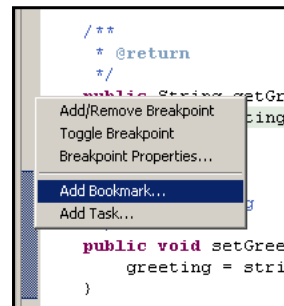 /**
* @return
*/
public String getGr
Add/Remove Breakpoint
ting
Toggle Breakpoint
Breakpoint Properties...
Add Bookmark...
Add Task...
g
public void setGree
greeting = stri
}